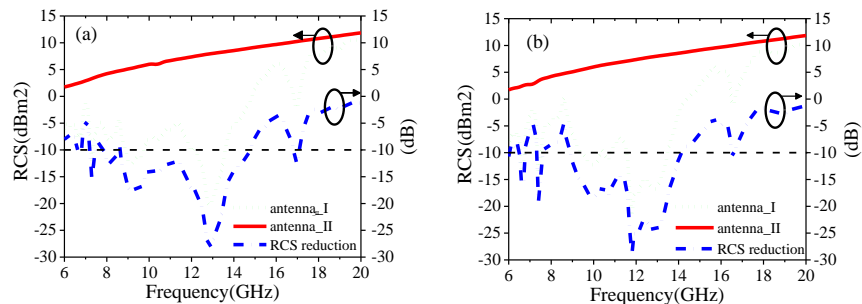 (a)
15
10
5
0
-5
-10
-15
-20
-25
-30
RCS(dBm2)
15
10
5
0
-5
-10
-15
-20
-25
-30
(dB)
antenna_I
antenna_II
RCS reduction
6 8 10 12 14 16 18 20
Frequency(GHz)
(b)
15
10
5
0
-5
-10
-15
-20
-25
-30
RCS(dBm2)
15
10
5
0
-5
-10
-15
-20
-25
-30
(dB)
antenna_I
antenna_II
RCS reduction
6 8 10 12 14 16 18 20
Frequency(GHz)